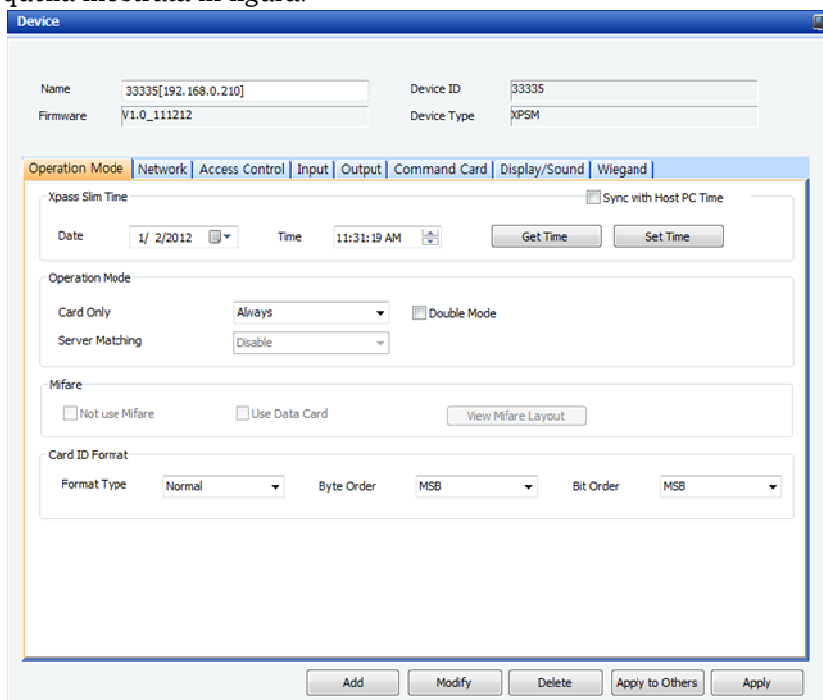 quella mostrata in figura.
Device
Name 33335[192.168.0.210] Device ID 33335
Firmware V1.0_111212 Device Type XPSM
Operation Mode Network Access Control Input Output Command Card Display/Sound Wiegand
Xpass Slim Time Sync with Host PC Time
Date 1/ 2/2012 Time 11:31:19 AM Get Time Set Time
Operation Mode
Card Only Always Double Mode
Server Matching Disable
Mifare
Not use Mifare Use Data Card View Mifare Layout
Card ID Format
Format Type Normal Byte Order MSB Bit Order MSB
Add Modify Delete Apply to Others Apply